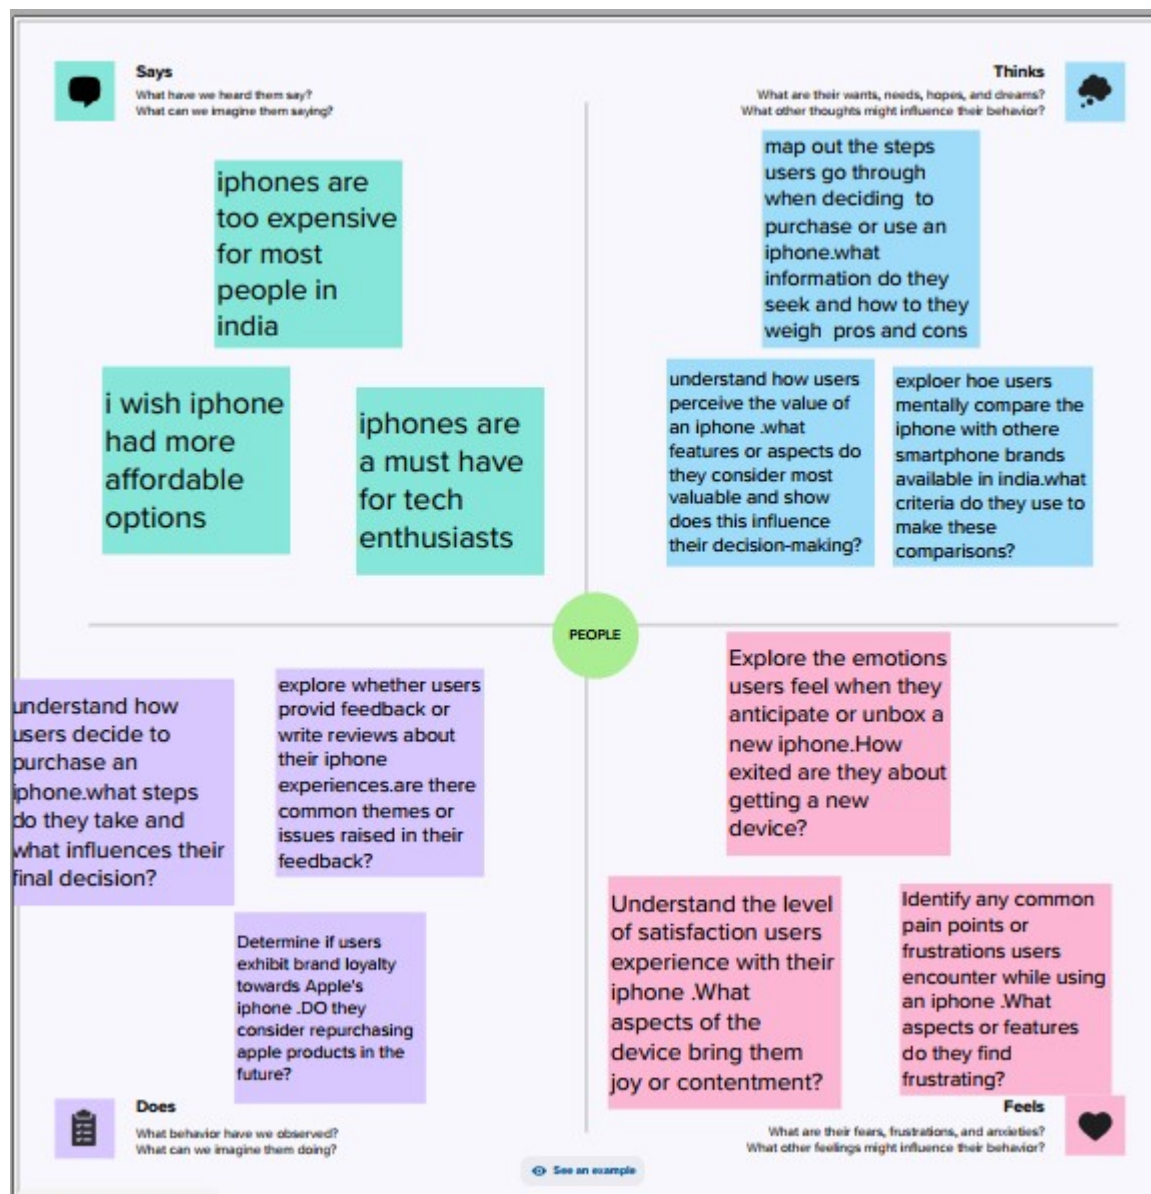 Says
What have we heard them say?
What can we imagine them saying?
iphones are
too expensive
for most
people in
india
i wish iphone
had more
affordable
options
iphones are
a must have
for tech
enthusiasts
Thinks
What are their wants, needs, hopes, and dreams?
What other thoughts might influence their behavior?
map out the steps
users go through
when deciding to
purchase or use an
iphone.what
information do they
seek and how to they
weigh pros and cons
understand how users
perceive the value of
an iphone .what
features or aspects do
they consider most
valuable and show
does this influence
their decision-making?
exploer hoe users
mentally compare the
iphone with othere
smartphone brands
available in india.what
criteria do they use to
make these
comparisons?
PEOPLE
understand how
users decide to
purchase an
iphone.what steps
do they take and
what influences their
final decision?
explore whether users
provid feedback or
write reviews about
their iphone
experiences.are there
common themes or
issues raised in their
feedback?
Determine if users
exhibit brand loyalty
towards Apple's
iphone .DO they
consider repurchasing
apple products in the
future?
Does
What behavior have we observed?
What can we imagine them doing?
Explore the emotions
users feel when they
anticipate or unbox a
new iphone.How
exited are they about
getting a new
device?
Understand the level
of satisfaction users
experience with their
iphone .What
aspects of the
device bring them
joy or contentment?
Identify any common
pain points or
frustrations users
encounter while using
an iphone .What
aspects or features
do they find
frustrating?
Feels
What are their fears, frustrations, and anxieties?
What other feelings might influence their behavior?
See an example